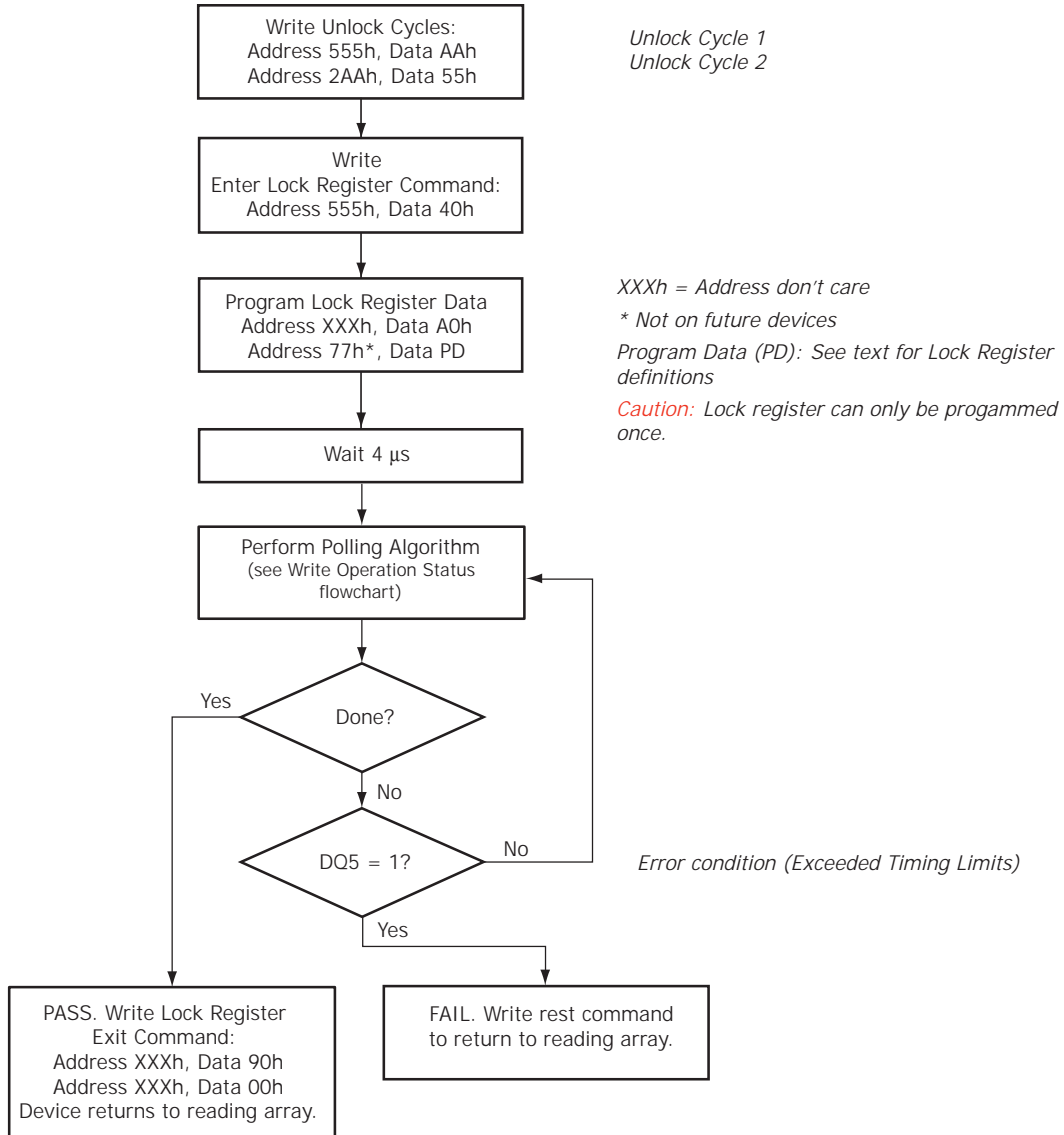 Write Unlock Cycles:
Address 555h, Data AAh
Address 2AAh, Data 55h
Unlock Cycle 1
Unlock Cycle 2
Write
Enter Lock Register Command:
Address 555h, Data 40h
Program Lock Register Data
Address XXXh, Data A0h
Address 77h*, Data PD
XXXh = Address don't care
* Not on future devices
Program Data (PD): See text for Lock Register
definitions
Caution: Lock register can only be progammed
once.
Wait 4 μs
Perform Polling Algorithm
(see Write Operation Status
flowchart)
Yes
Done?
No
DQ5 = 1?
No
Error condition (Exceeded Timing Limits)
Yes
PASS. Write Lock Register
Exit Command:
Address XXXh, Data 90h
Address XXXh, Data 00h
Device returns to reading array.
FAIL. Write rest command
to return to reading array.